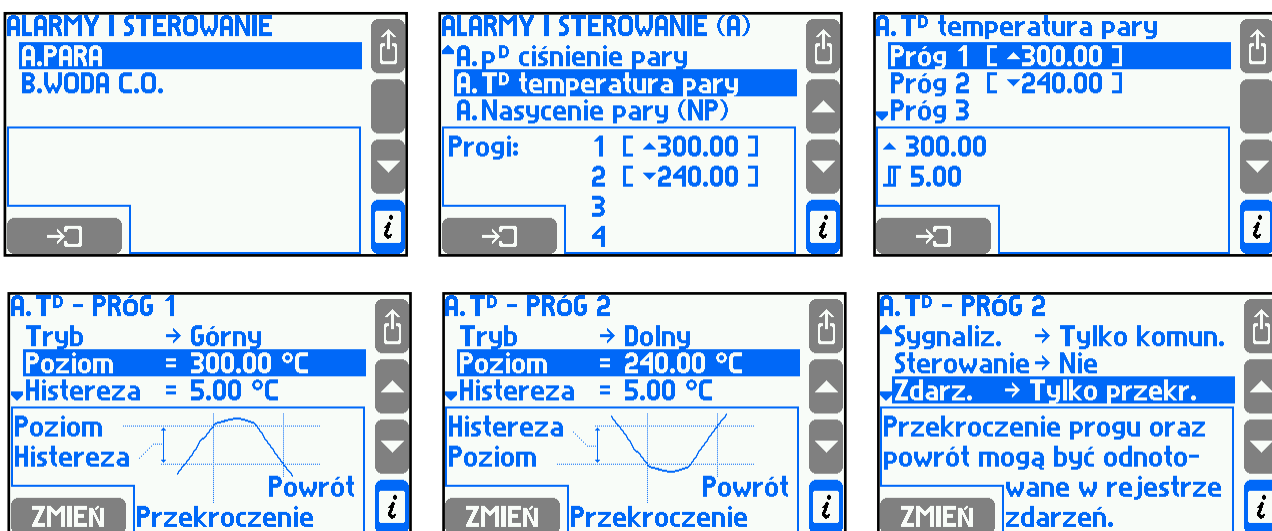 ALARMY I STEROWANIE
A.PARA
B.WODA C.O.
ALARMY I STEROWANIE (A)
A.pᴰ ciśnienie pary
A.Tᴰ temperatura pary
A.Nasycenie pary (NP)
Progi: 1 [ ▲300.00 ]
2 [ ▼240.00 ]
3
4
i
A.Tᴰ temperatura pary
Próg 1 [ ▲300.00 ]
Próg 2 [ ▼240.00 ]
Próg 3
▲ 300.00
5.00
i
A.Tᴰ - PRóG 1
Tryb → Górny
Poziom = 300.00 °C
Histereza = 5.00 °C
Poziom
Histereza
Powrót
ZMIEŃ Przekroczenie
i
A.Tᴰ - PRóG 2
Tryb → Dolny
Poziom = 240.00 °C
Histereza = 5.00 °C
Histereza
Poziom
Powrót
ZMIEŃ Przekroczenie
i
A.Tᴰ - PRóG 2
Sygnaliz. → Tylko komun.
Sterowanie → Nie
Zdarz. → Tylko przekr.
Przekroczenie progu oraz
powrót mogą być odnoto-
wane w rejestrze
ZMIEŃ zdarzeń.
i